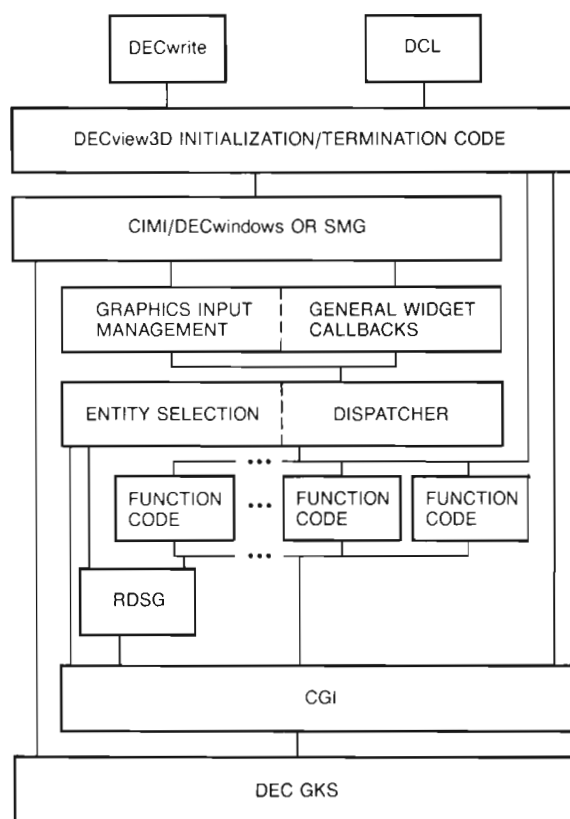 DECwrite
DCL
DECview3D INITIALIZATION/TERMINATION CODE
CIMI/DECwindows OR SMG
GRAPHICS INPUT
MANAGEMENT
GENERAL WIDGET
CALLBACKS
ENTITY SELECTION
DISPATCHER
•••
FUNCTION
CODE
•••
FUNCTION
CODE
FUNCTION
CODE
•••
RDSG
CGI
DEC GKS